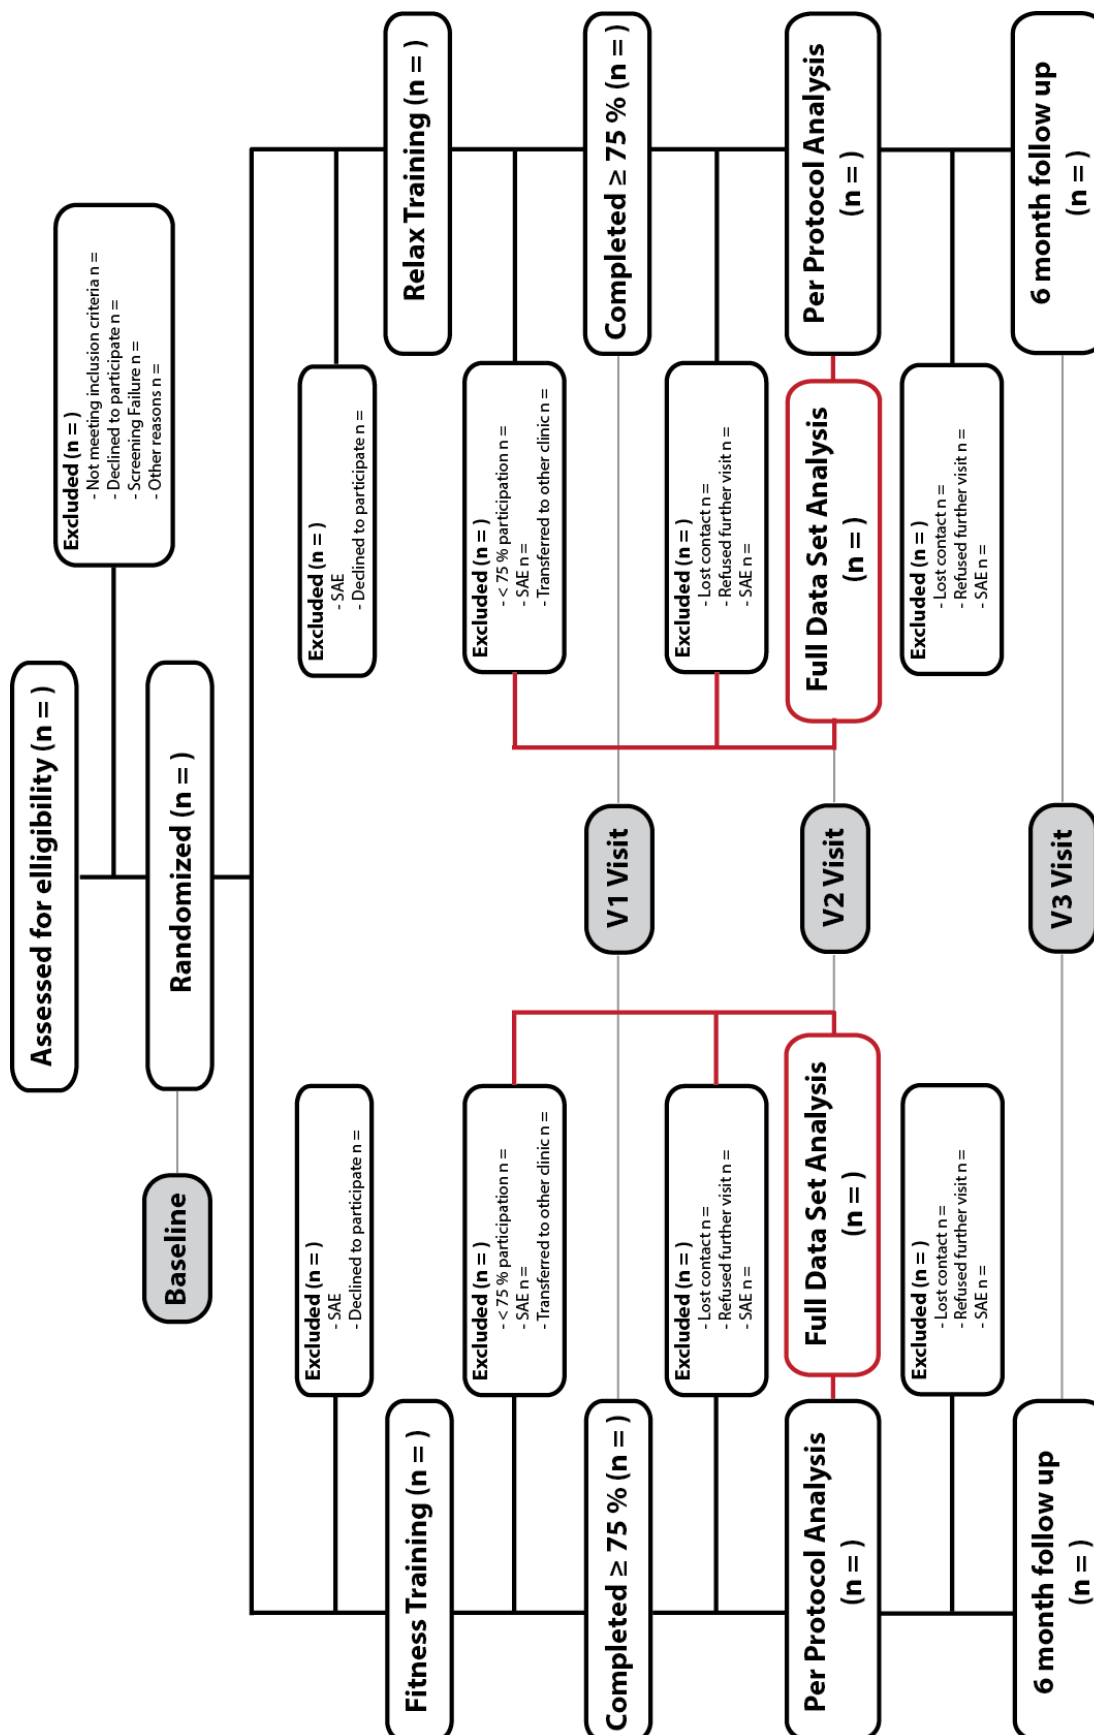 Assessed for elligibility (n = )
Excluded (n = )
- Not meeting inclusion criteria n =
- Declined to participate n =
- Screening Failure n =
- Other reasons n =
Baseline
Randomized (n = )
Excluded (n = )
- SAE
- Declined to participate n =
Excluded (n = )
- SAE
- Declined to participate n =
Fitness Training (n = )
Relax Training (n = )
Excluded (n = )
- < 75 % participation n =
- SAE n =
- Transferred to other clinic n =
Excluded (n = )
- < 75 % participation n =
- SAE n =
- Transferred to other clinic n =
Completed ≥ 75 % (n = )
V1 Visit
Completed ≥ 75 % (n = )
Excluded (n = )
- Lost contact n =
- Refused further visit n =
- SAE n =
Excluded (n = )
- Lost contact n =
- Refused further visit n =
- SAE n =
Per Protocol Analysis
(n = )
Full Data Set Analysis
(n = )
V2 Visit
Full Data Set Analysis
(n = )
Per Protocol Analysis
(n = )
Excluded (n = )
- Lost contact n =
- Refused further visit n =
- SAE n =
Excluded (n = )
- Lost contact n =
- Refused further visit n =
- SAE n =
6 month follow up
(n = )
V3 Visit
6 month follow up
(n = )